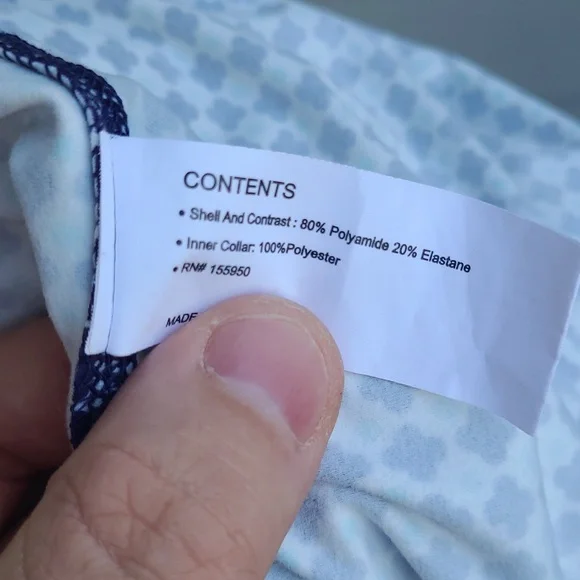 CONTENTS
• Shell And Contrast : 80% Polyamide 20% Elastane
• Inner Collar: 100%Polyester
• RN# 155950
MADE